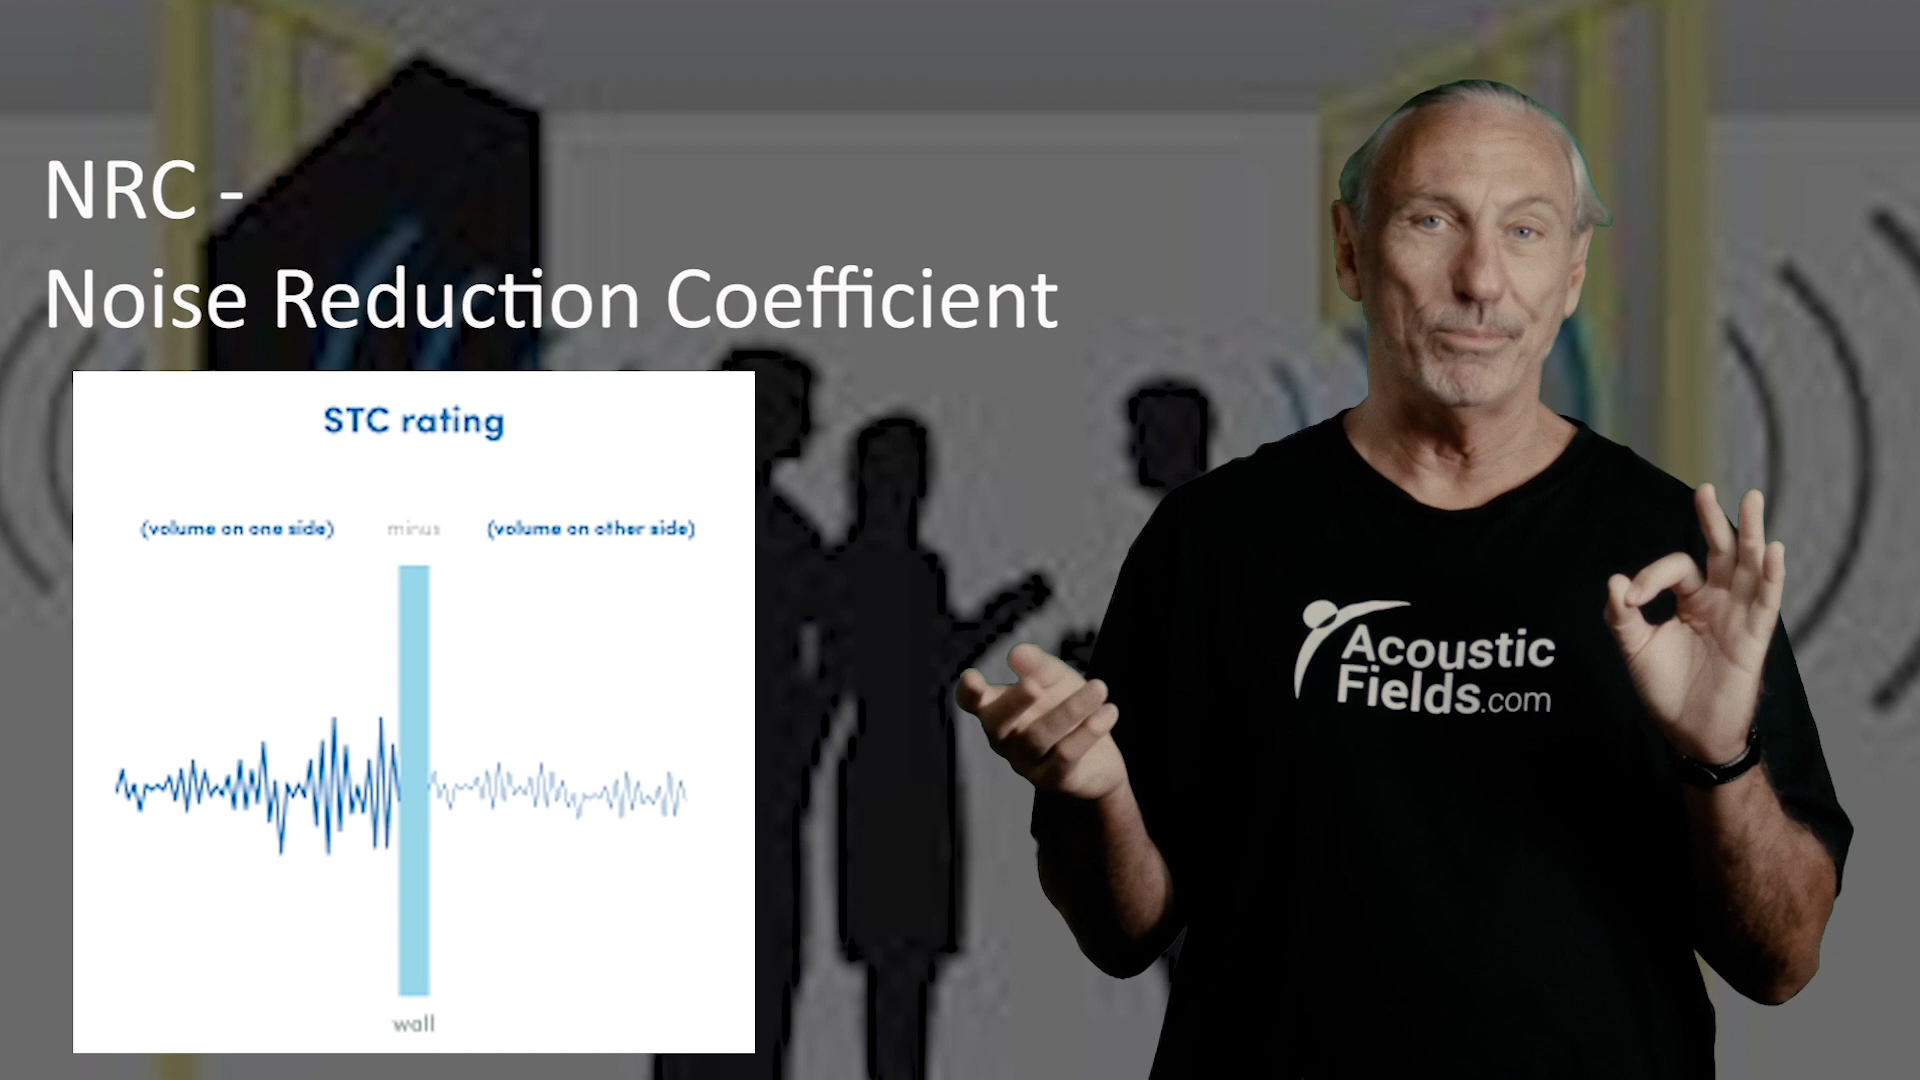 NRC -
Noise Reduction Coefficient
STC rating
(volume on one side) minus (volume on other side)
wall
Acoustic
Fields.com